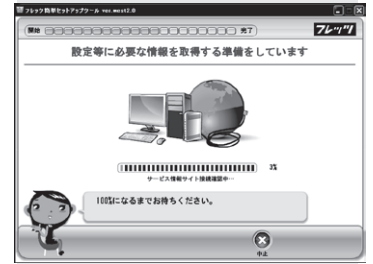 フレッツ簡単セットアップツール ver.west2.0
開始 完了 フレッツ
設定等に必要な情報を取得する準備をしています
3%
サービス情報サイト接続確認中…
100%になるまでお待ちください。
中止